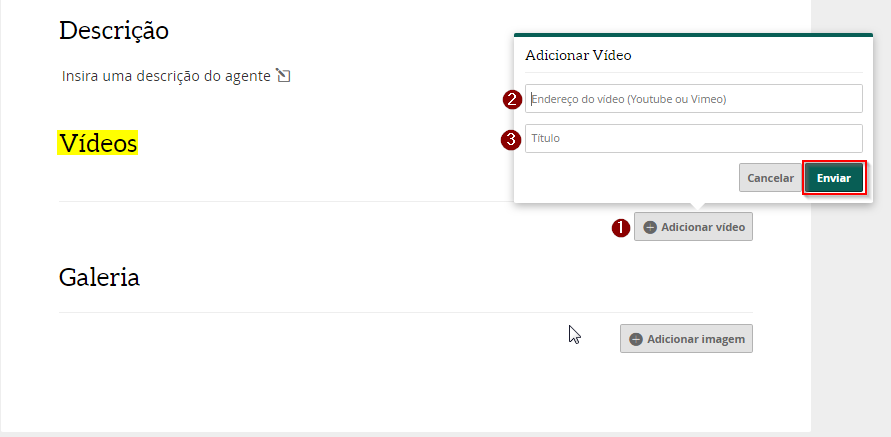 Descrição
Insira uma descrição do agente
Vídeos
Adicionar Vídeo
2 Endereço do vídeo (Youtube ou Vimeo)
3 Título
Cancelar Enviar
1 Adicionar vídeo
Galeria
Adicionar imagem